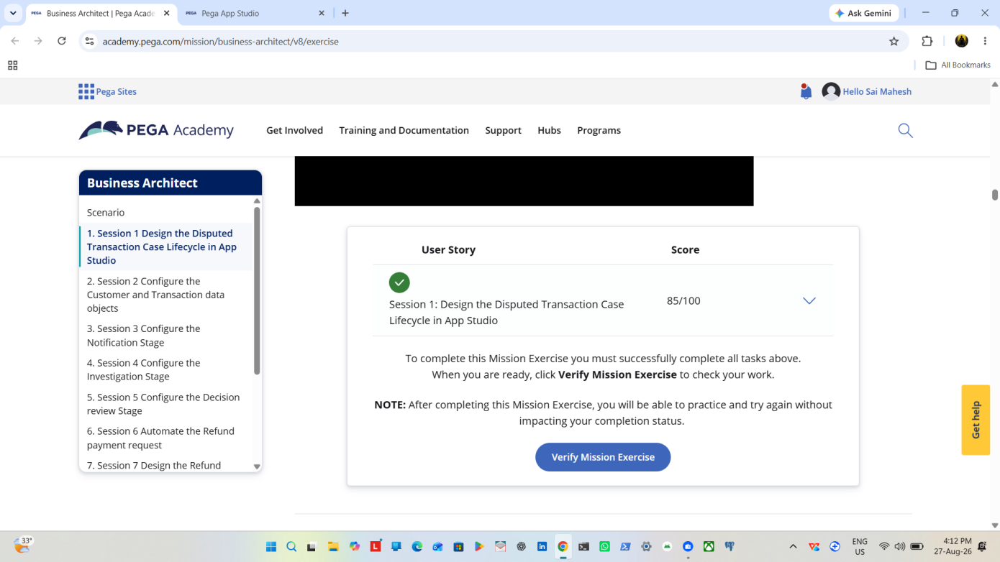 Business Architect | Pega Acade
Pega App Studio
Ask Gemini
academy.pega.com/mission/business-architect/v8/exercise
All Bookmarks
Pega Sites
Hello Sai Mahesh
PEGA Academy
Get Involved
Training and Documentation
Support
Hubs
Programs
Business Architect
Scenario
1. Session 1 Design the Disputed
Transaction Case Lifecycle in App
Studio
2. Session 2 Configure the
Customer and Transaction data
objects
3. Session 3 Configure the
Notification Stage
4. Session 4 Configure the
Investigation Stage
5. Session 5 Configure the Decision
review Stage
6. Session 6 Automate the Refund
payment request
7. Session 7 Design the Refund
User Story
Score
Session 1: Design the Disputed Transaction Case
Lifecycle in App Studio
85/100
To complete this Mission Exercise you must successfully complete all tasks above.
When you are ready, click Verify Mission Exercise to check your work.
NOTE: After completing this Mission Exercise, you will be able to practice and try again without
impacting your completion status.
Verify Mission Exercise
Get help
33°
ENG
US
4:12 PM
27-Aug-26